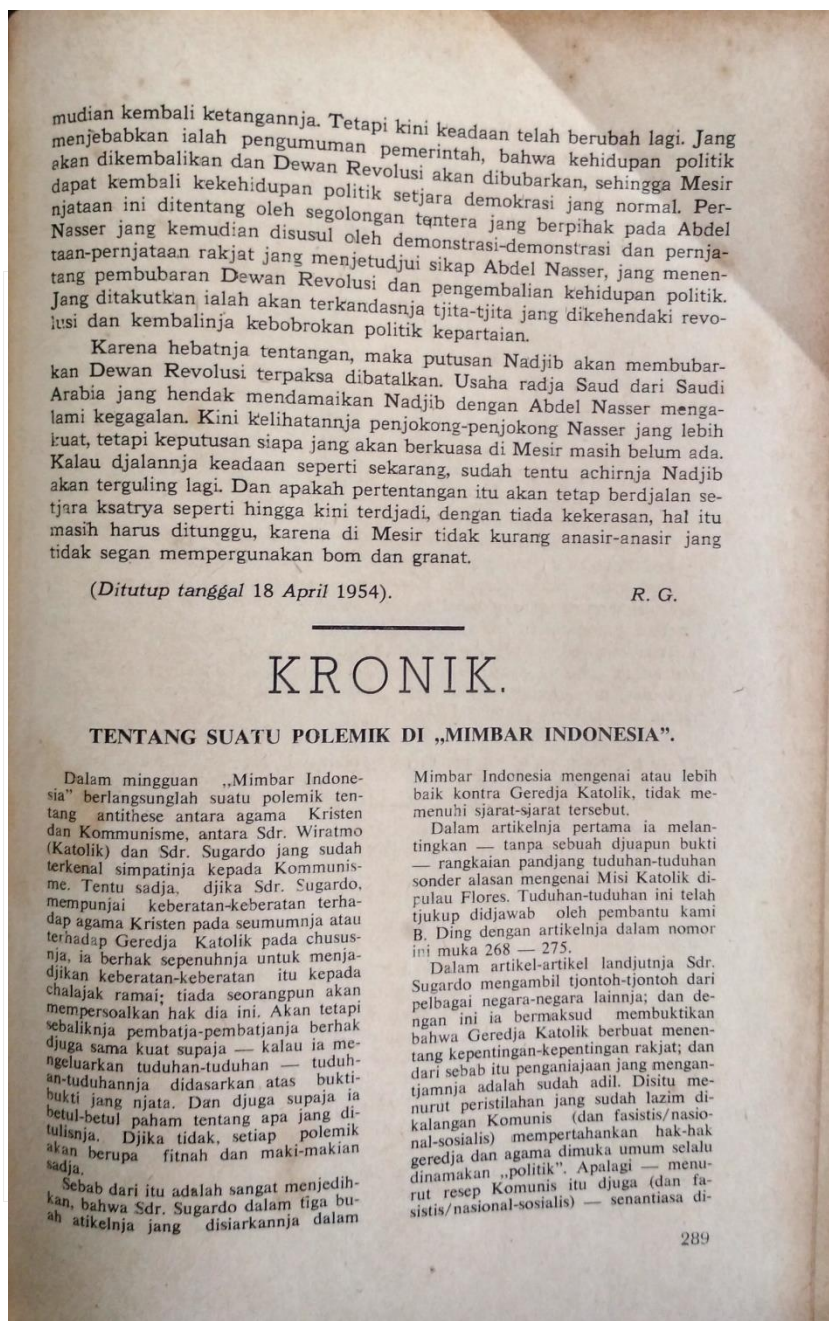 mudian kembali ketangannja. Tetapi kini keadaan telah berubah lagi. Jang
menjebabkan ialah pengumuman pemerintah, bahwa kehidupan politik
akan dikembalikan dan Dewan Revolusi akan dibubarkan, sehingga Mesir
dapat kembali kekehidupan politik setjara demokrasi jang normal. Per-
njataan ini ditentang oleh segolongan tentera jang berpihak pada Abdel
Nasser jang kemudian disusul oleh demonstrasi-demonstrasi dan pernja-
taan-pernjataan rakjat jang menjetudjui sikap Abdel Nasser, jang menen-
tang pembubaran Dewan Revolusi dan pengembalian kehidupan politik.
Jang ditakutkan ialah akan terkandasnja tjita-tjita jang dikehendaki revo-
lusi dan kembalinja kebobrokan politik kepartaian.
Karena hebatnja tentangan, maka putusan Nadjib akan membubar-
kan Dewan Revolusi terpaksa dibatalkan. Usaha radja Saud dari Saudi
Arabia jang hendak mendamaikan Nadjib dengan Abdel Nasser menga-
lami kegagalan. Kini kelihatannja penjokong-penjokong Nasser jang lebih
kuat, tetapi keputusan siapa jang akan berkuasa di Mesir masih belum ada.
Kalau djalannja keadaan seperti sekarang, sudah tentu achirnja Nadjib
akan terguling lagi. Dan apakah pertentangan itu akan tetap berdjalan se-
tjara ksatrya seperti hingga kini terdjadi, dengan tiada kekerasan, hal itu
masih harus ditunggu, karena di Mesir tidak kurang anasir-anasir jang
tidak segan mempergunakan bom dan granat.
(Ditutup tanggal 18 April 1954). R. G.
KRONIK.
TENTANG SUATU POLEMIK DI „MIMBAR INDONESIA”.
Dalam mingguan „Mimbar Indone-
sia” berlangsunglah suatu polemik ten-
tang antithese antara agama Kristen
dan Kommunisme, antara Sdr. Wiratmo
(Katolik) dan Sdr. Sugardo jang sudah
terkenal simpatinja kepada Kommunis-
me. Tentu sadja, djika Sdr. Sugardo,
mempunjai keberatan-keberatan terha-
dap agama Kristen pada seumumnja atau
terhadap Geredja Katolik pada chusus-
nja, ia berhak sepenuhnja untuk menja-
djikan keberatan-keberatan itu kepada
chalajak ramai; tiada seorangpun akan
mempersoalkan hak dia ini. Akan tetapi
sebaliknja pembatja-pembatjanja berhak
djuga sama kuat supaja — kalau ia me-
ngeluarkan tuduhan-tuduhan — tuduh-
an-tuduhannja didasarkan atas bukti-
bukti jang njata. Dan djuga supaja ia
betul-betul paham tentang apa jang di-
tulisnja. Djika tidak, setiap polemik
akan berupa fitnah dan maki-makian
sadja.
Sebab dari itu adalah sangat menjedih-
kan, bahwa Sdr. Sugardo dalam tiga bu-
ah atikelnja jang disiarkannja dalam
Mimbar Indonesia mengenai atau lebih
baik kontra Geredja Katolik, tidak me-
menuhi sjarat-sjarat tersebut.
Dalam artikelnja pertama ia melan-
tingkan — tanpa sebuah djuapun bukti
— rangkaian pandjang tuduhan-tuduhan
sonder alasan mengenai Misi Katolik di-
pulau Flores. Tuduhan-tuduhan ini telah
tjukup didjawab oleh pembantu kami
B. Ding dengan artikelnja dalam nomor
ini muka 268 — 275.
Dalam artikel-artikel landjutnja Sdr.
Sugardo mengambil tjontoh-tjontoh dari
pelbagai negara-negara lainnja; dan de-
ngan ini ia bermaksud membuktikan
bahwa Geredja Katolik berbuat menen-
tang kepentingan-kepentingan rakjat; dan
dari sebab itu penganiajaan jang mengan-
tjamnja adalah sudah adil. Disitu me-
nurut peristilahan jang sudah lazim di-
kalangan Komunis (dan fasistis/nasio-
nal-sosialis) mempertahankan hak-hak
geredja dan agama dimuka umum selalu
dinamakan „politik”. Apalagi — menu-
rut resep Komunis itu djuga (dan fa-
sistis/nasional-sosialis) — senantiasa di-
289